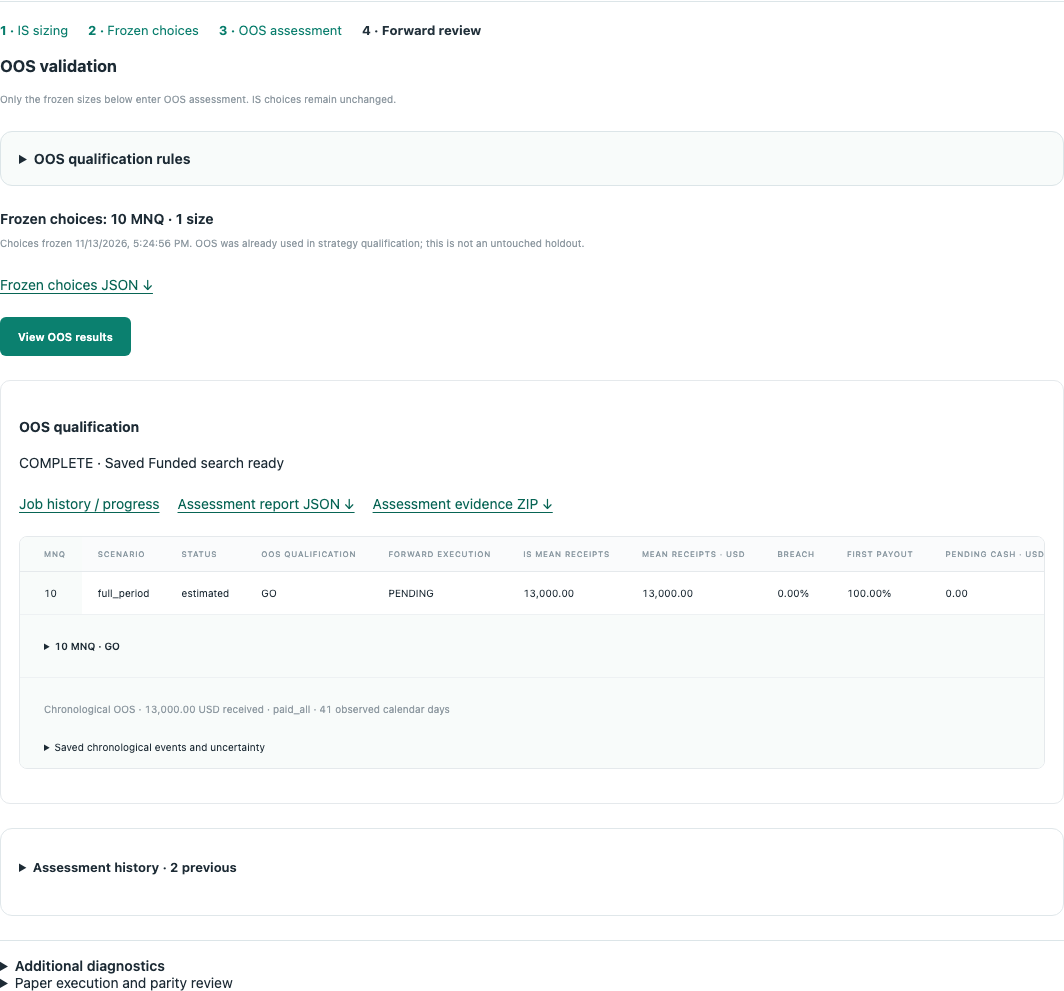 1 · IS sizing 2 · Frozen choices 3 · OOS assessment 4 · Forward review
OOS validation
Only the frozen sizes below enter OOS assessment. IS choices remain unchanged.
▶ OOS qualification rules
Frozen choices: 10 MNQ · 1 size
Choices frozen 11/13/2026, 5:24:56 PM. OOS was already used in strategy qualification; this is not an untouched holdout.
Frozen choices JSON ↓
View OOS results
OOS qualification
COMPLETE · Saved Funded search ready
Job history / progress Assessment report JSON ↓ Assessment evidence ZIP ↓
MNQ SCENARIO STATUS OOS QUALIFICATION FORWARD EXECUTION IS MEAN RECEIPTS MEAN RECEIPTS · USD BREACH FIRST PAYOUT PENDING CASH · USD
10 full_period estimated GO PENDING 13,000.00 13,000.00 0.00% 100.00% 0.00
▶ 10 MNQ · GO
Chronological OOS · 13,000.00 USD received · paid_all · 41 observed calendar days
▶ Saved chronological events and uncertainty
▶ Assessment history · 2 previous
▶ Additional diagnostics
▶ Paper execution and parity review